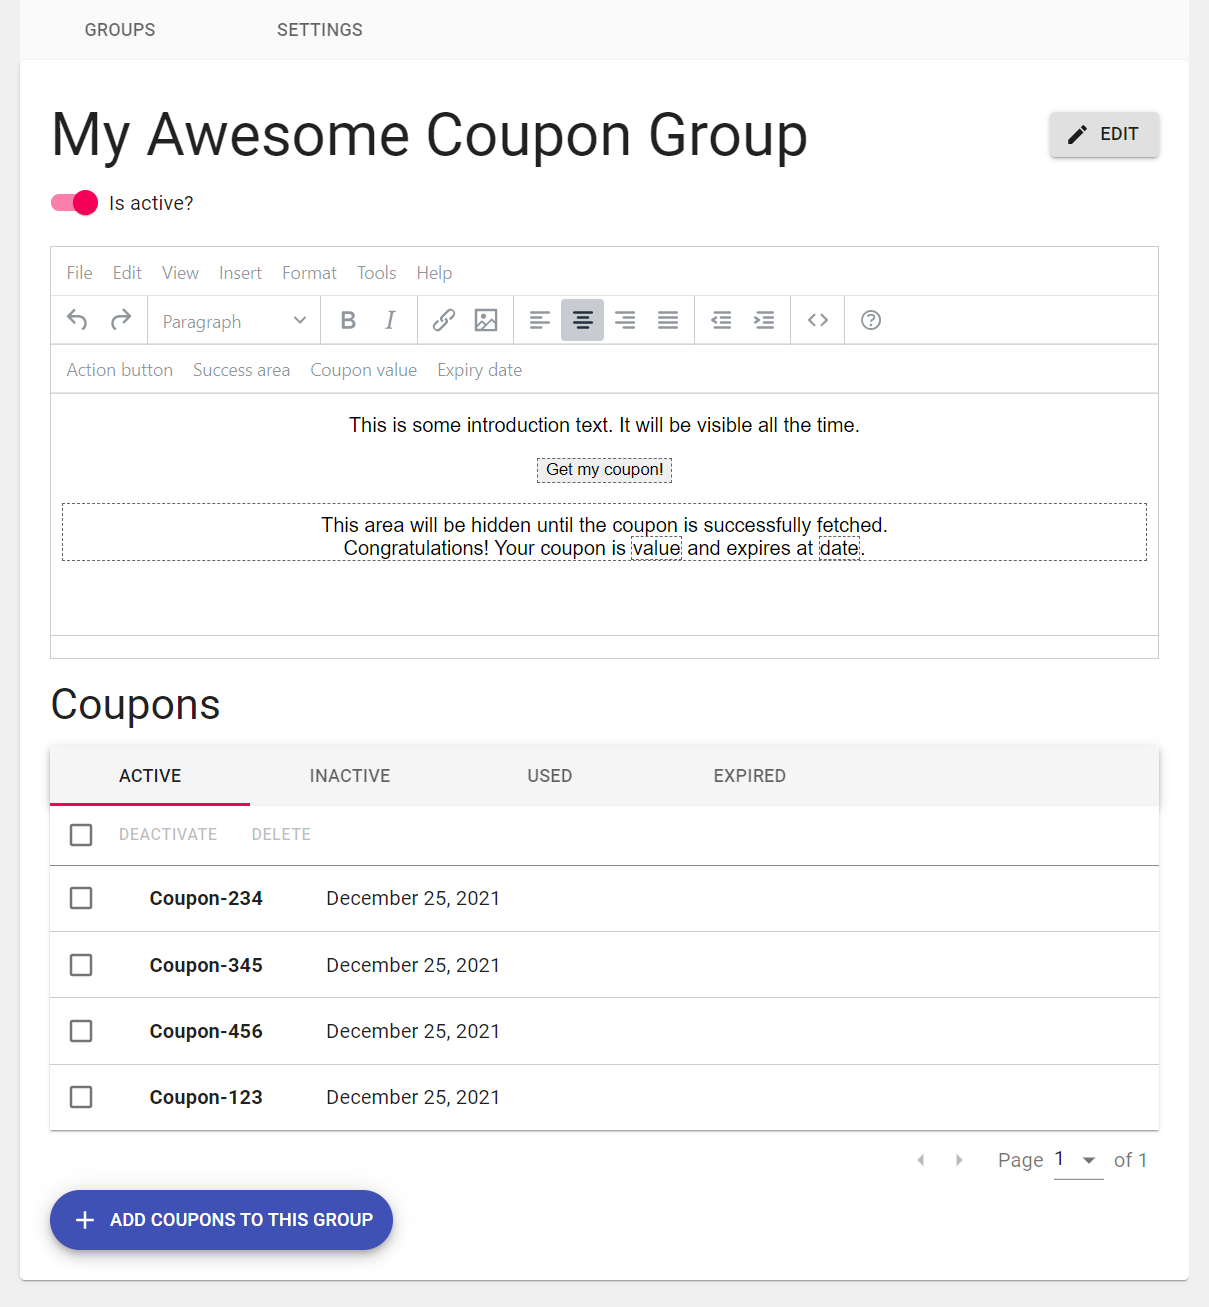 GROUPS SETTINGS
My Awesome Coupon Group
EDIT
Is active?
File Edit View Insert Format Tools Help
Paragraph B I
Action button Success area Coupon value Expiry date
This is some introduction text. It will be visible all the time.
Get my coupon!
This area will be hidden until the coupon is successfully fetched.
Congratulations! Your coupon is value and expires at date.
Coupons
ACTIVE INACTIVE USED EXPIRED
DEACTIVATE DELETE
Coupon-234 December 25, 2021
Coupon-345 December 25, 2021
Coupon-456 December 25, 2021
Coupon-123 December 25, 2021
Page 1 of 1
ADD COUPONS TO THIS GROUP